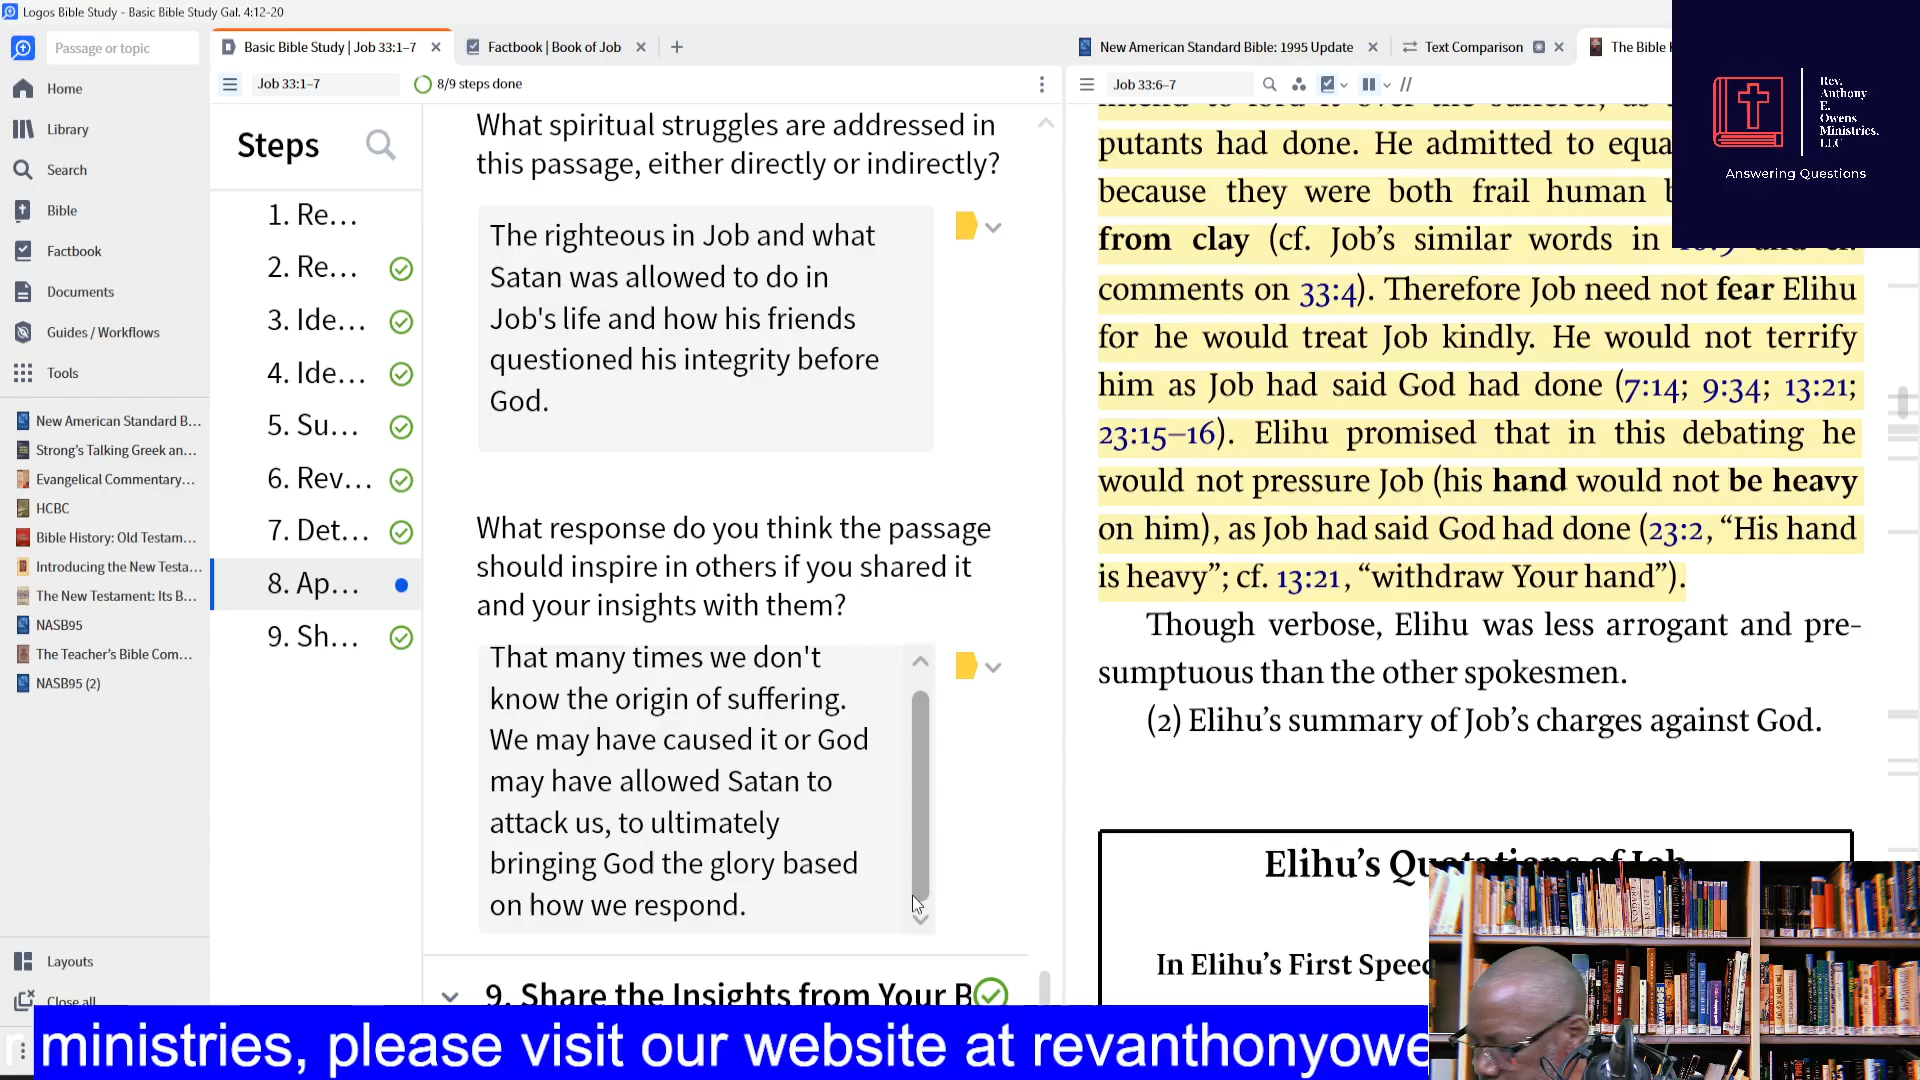 Logos Bible Study - Basic Bible Study Gal. 4:12-20
Passage or topic
Home
Library
Search
Bible
Factbook
Documents
Guides / Workflows
Tools
New American Standard B...
Strong's Talking Greek an...
Evangelical Commentary...
HCBC
Bible History: Old Testam...
Introducing the New Testa...
The New Testament: Its B...
NASB95
The Teacher's Bible Com...
NASB95 (2)
Layouts
Close all
Basic Bible Study | Job 33:1–7
Factbook | Book of Job
Job 33:1–7
8/9 steps done
Steps
1. Re...
2. Re...
3. Ide...
4. Ide...
5. Su...
6. Rev...
7. Det...
8. Ap...
9. Sh...
What spiritual struggles are addressed in
this passage, either directly or indirectly?
The righteous in Job and what
Satan was allowed to do in
Job's life and how his friends
questioned his integrity before
God.
What response do you think the passage
should inspire in others if you shared it
and your insights with them?
That many times we don't
know the origin of suffering.
We may have caused it or God
may have allowed Satan to
attack us, to ultimately
bringing God the glory based
on how we respond.
9. Share the Insights from Your B
New American Standard Bible: 1995 Update
Text Comparison
The Bible
Job 33:6–7
putants had done. He admitted to equa
because they were both frail human b
from clay (cf. Job's similar words in
comments on 33:4). Therefore Job need not fear Elihu
for he would treat Job kindly. He would not terrify
him as Job had said God had done (7:14; 9:34; 13:21;
23:15–16). Elihu promised that in this debating he
would not pressure Job (his hand would not be heavy
on him), as Job had said God had done (23:2, “His hand
is heavy”; cf. 13:21, “withdraw Your hand”).
Though verbose, Elihu was less arrogant and pre-
sumptuous than the other spokesmen.
(2) Elihu's summary of Job's charges against God.
Elihu's Quotations of Job
In Elihu's First Speec
Rev.
Anthony
E.
Owens
Ministries,
LLC
Answering Questions
ministries, please visit our website at revanthonyowe